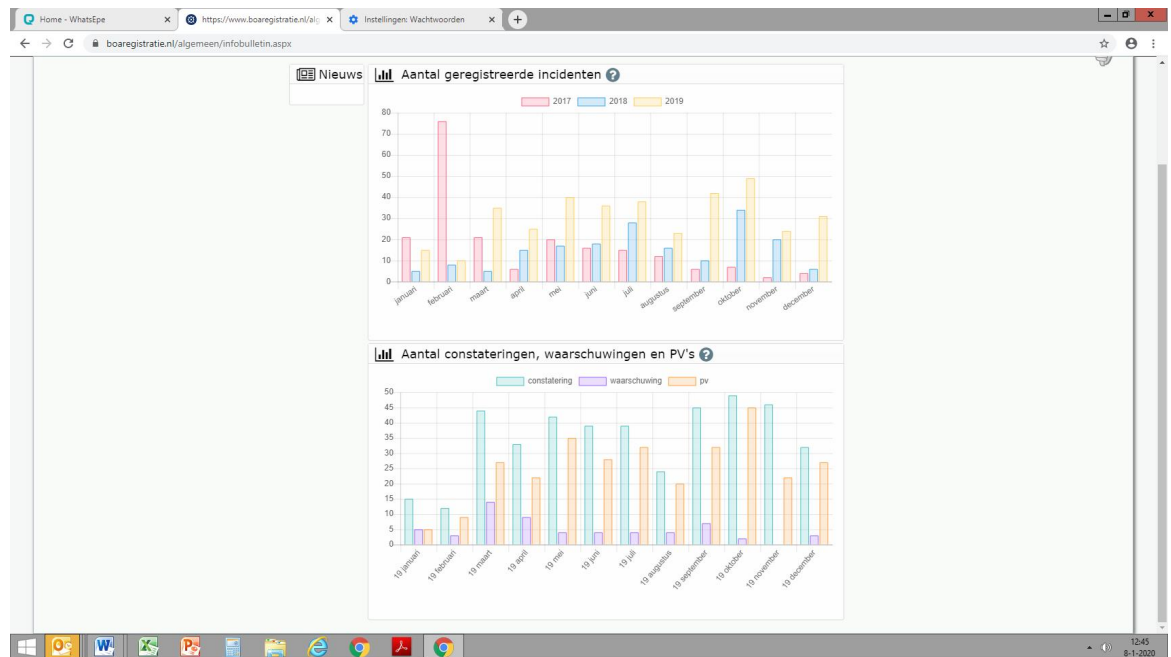 Home - WhatsEpe
https://www.boaregistratie.nl/alg
Instellingen: Wachtwoorden
boaregistratie.nl/algemeen/infobulletin.aspx
Nieuws
Aantal geregistreerde incidenten
2017 2018 2019
80
70
60
50
40
30
20
10
0
januari februari maart april mei juni juli augustus september oktober november december
Aantal constateringen, waarschuwingen en PV's
constatering waarschuwing pv
50
45
40
35
30
25
20
15
10
5
0
19 januari 19 februari 19 maart 19 april 19 mei 19 juni 19 juli 19 augustus 19 september 19 oktober 19 november 19 december
12:45
8-1-2020